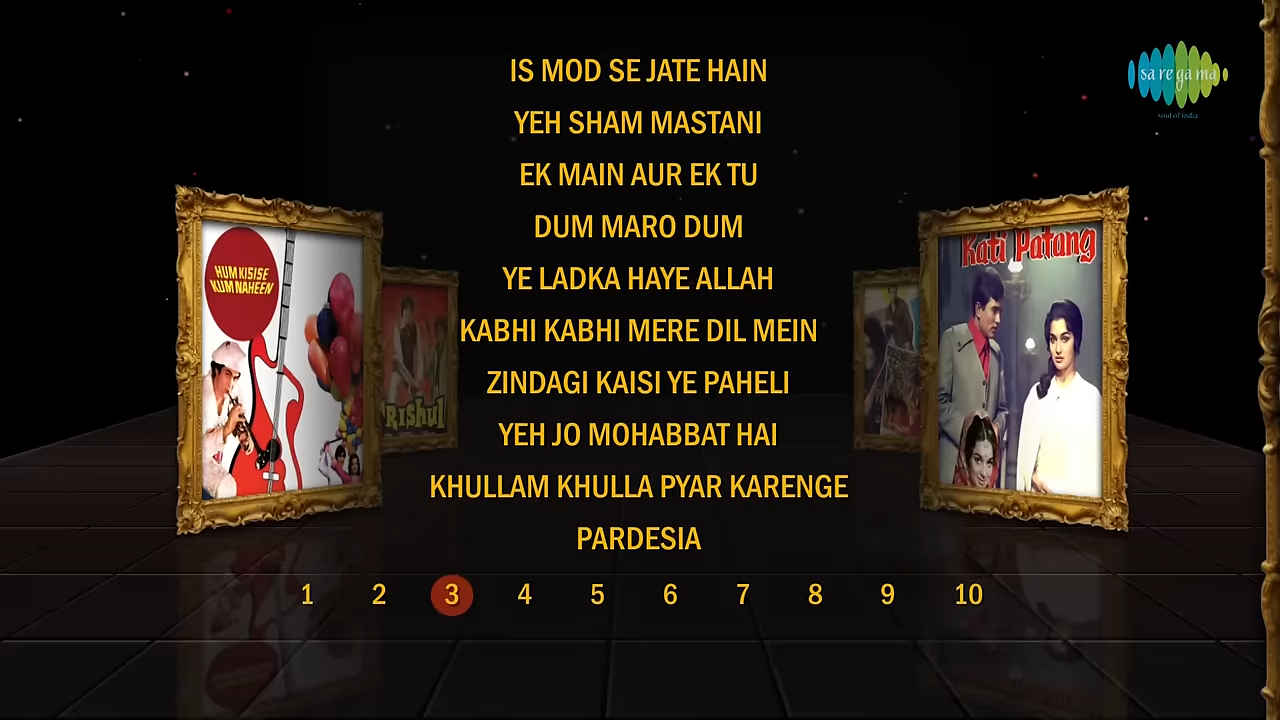 IS MOD SE JATE HAIN
YEH SHAM MASTANI
EK MAIN AUR EK TU
DUM MARO DUM
YE LADKA HAYE ALLAH
KABHI KABHI MERE DIL MEIN
ZINDAGI KAISI YE PAHELI
YEH JO MOHABBAT HAI
KHULLAM KHULLA PYAR KARENGE
PARDESIA
1 2 3 4 5 6 7 8 9 10
sa re ga ma
soul of India
HUM KISISE
KUM NAHEEN
RISHUL
Kati Patang